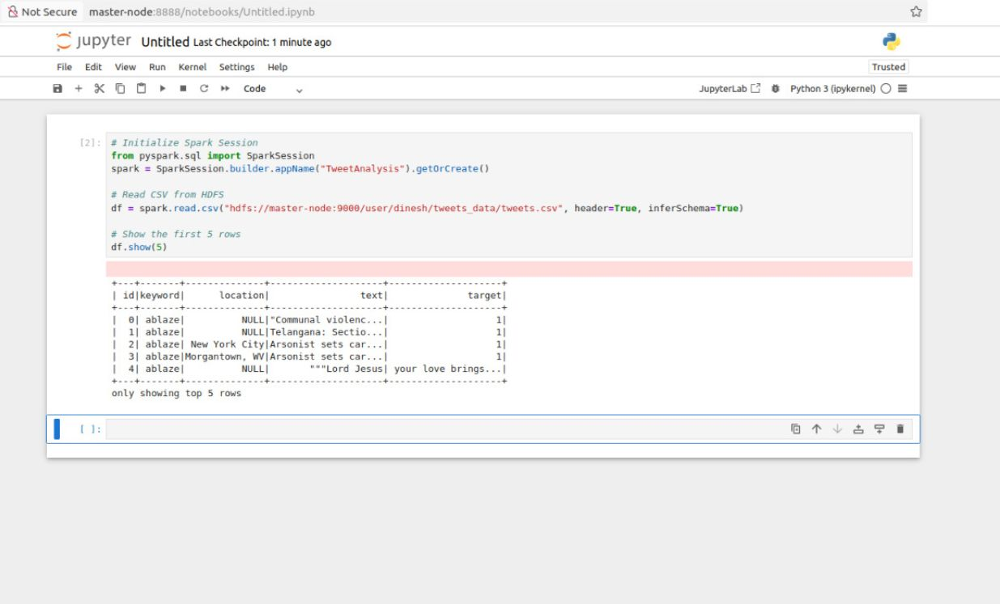 Not Secure master-node:8888/notebooks/Untitled.ipynb
jupyter Untitled Last Checkpoint: 1 minute ago
File Edit View Run Kernel Settings Help Trusted
Code JupyterLab Python 3 (ipykernel)
[2]: # Initialize Spark Session
from pyspark.sql import SparkSession
spark = SparkSession.builder.appName("TweetAnalysis").getOrCreate()
# Read CSV from HDFS
df = spark.read.csv("hdfs://master-node:9000/user/dinesh/tweets_data/tweets.csv", header=True, inferSchema=True)
# Show the first 5 rows
df.show(5)
+---+-------+--------------+--------------------+--------------------+
| id|keyword|      location|                text|              target|
+---+-------+--------------+--------------------+--------------------+
|  0| ablaze|          NULL|"Communal violenc...|                   1|
|  1| ablaze|          NULL|Telangana: Sectio...|                   1|
|  2| ablaze| New York City|Arsonist sets car...|                   1|
|  3| ablaze|Morgantown, WV|Arsonist sets car...|                   1|
|  4| ablaze|          NULL|       """Lord Jesus| your love brings...|
+---+-------+--------------+--------------------+--------------------+
only showing top 5 rows
[ ]: